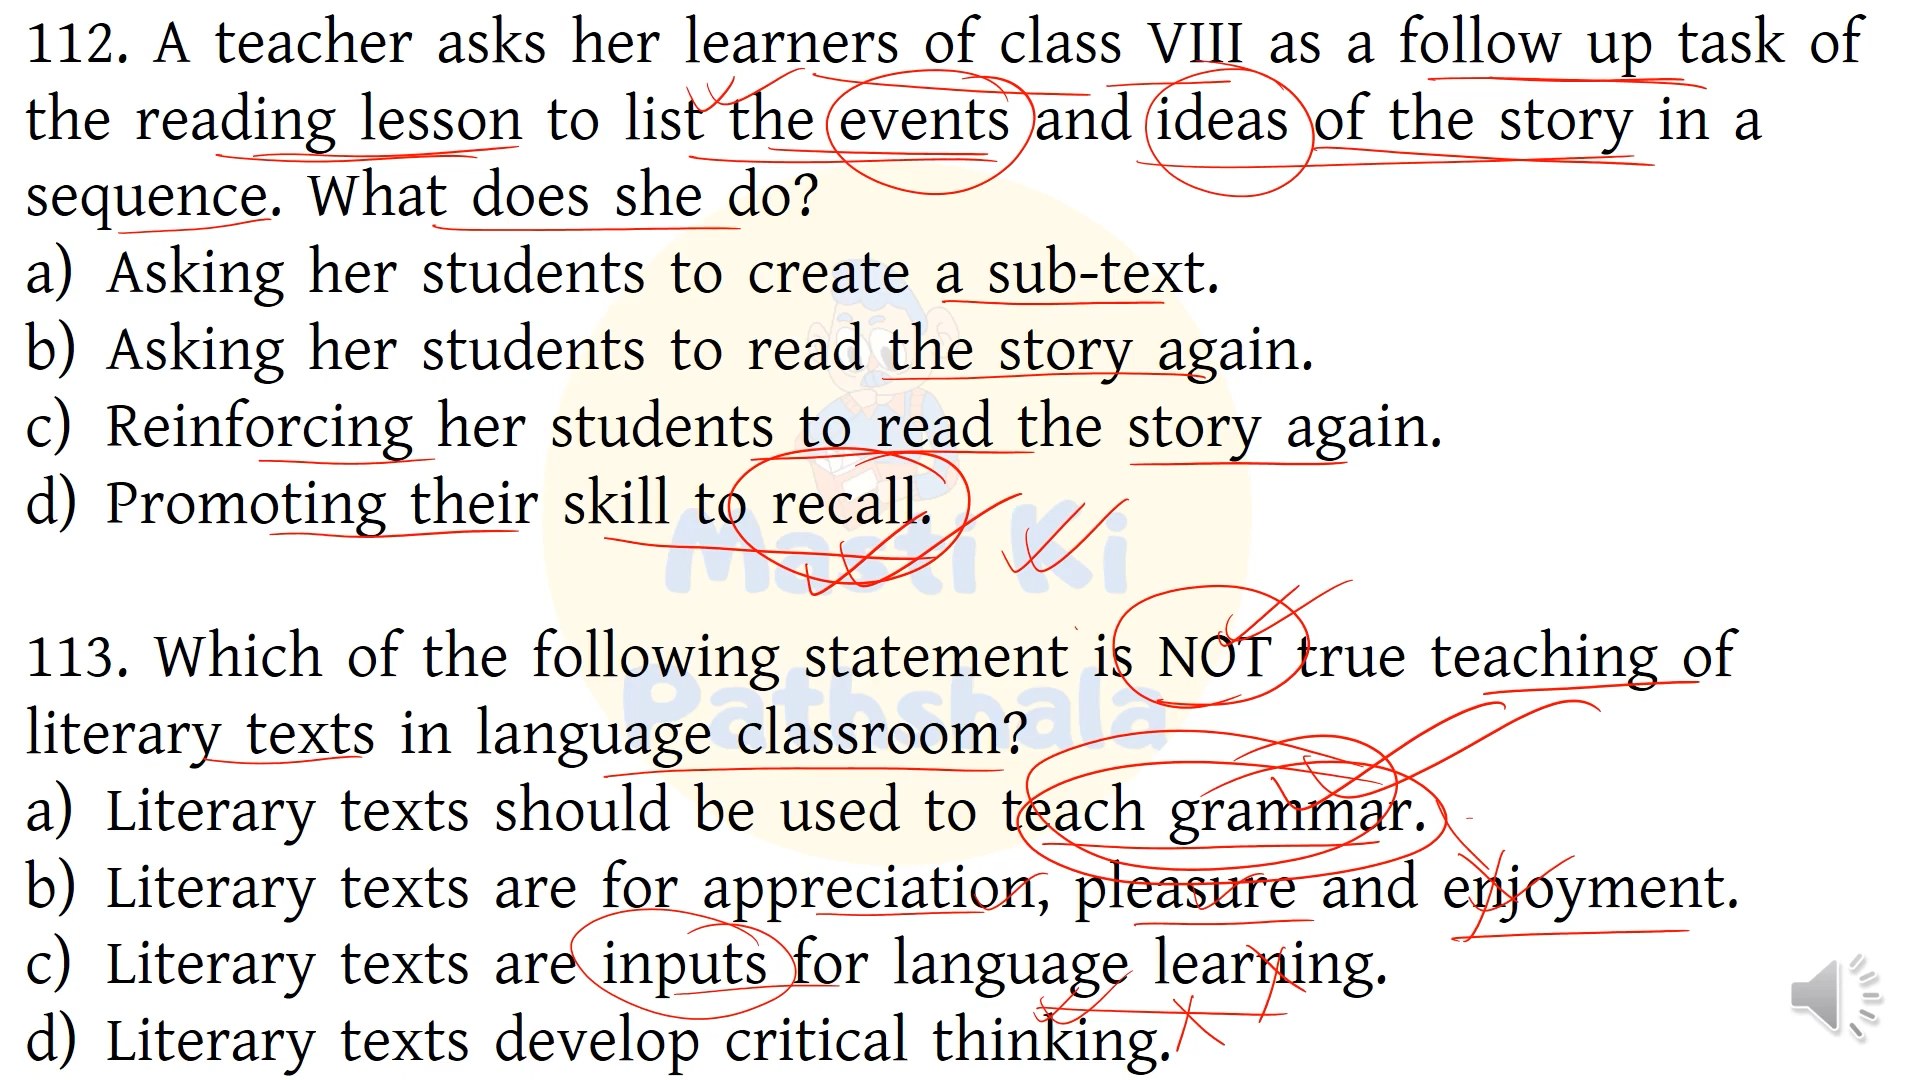 112. A teacher asks her learners of class VIII as a follow up task of
the reading lesson to list the events and ideas of the story in a
sequence. What does she do?
a) Asking her students to create a sub-text.
b) Asking her students to read the story again.
c) Reinforcing her students to read the story again.
d) Promoting their skill to recall.
Masti Ki
113. Which of the following statement is NOT true teaching of
Pathshala
literary texts in language classroom?
a) Literary texts should be used to teach grammar.
b) Literary texts are for appreciation, pleasure and enjoyment.
c) Literary texts are inputs for language learning.
d) Literary texts develop critical thinking.